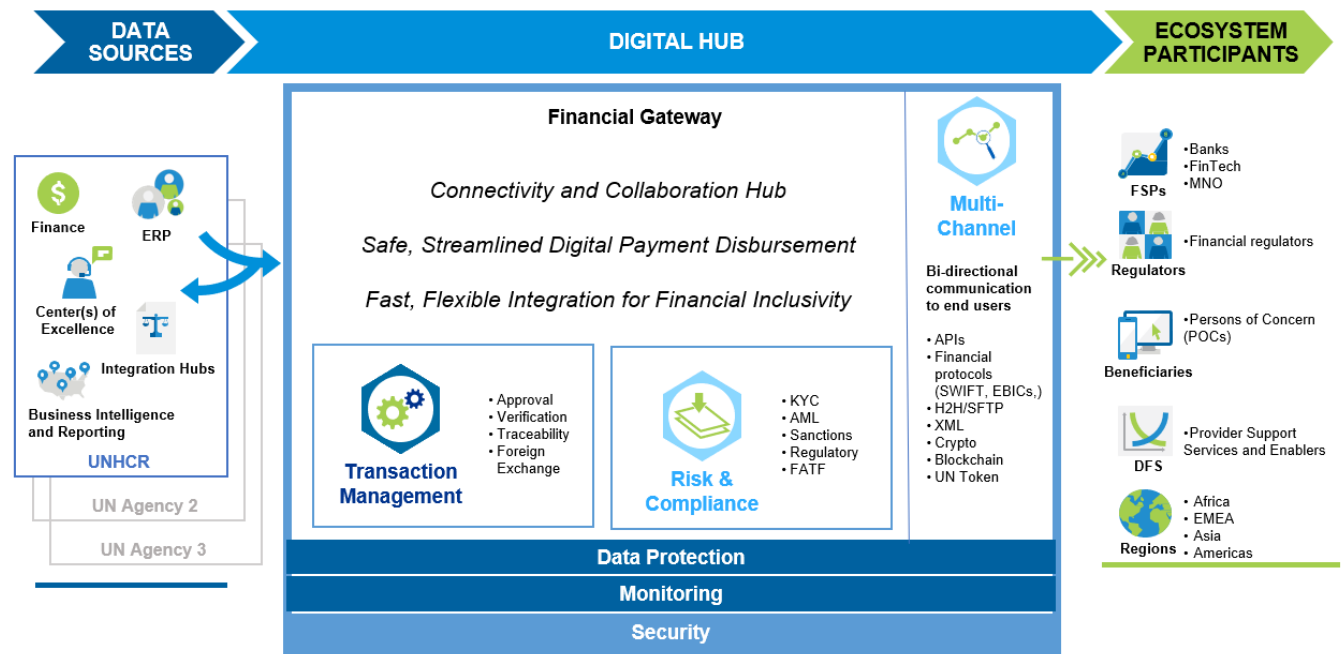 DATA
SOURCES
DIGITAL HUB
ECOSYSTEM
PARTICIPANTS
$
Finance
ERP
Center(s) of
Excellence
Integration Hubs
Business Intelligence
and Reporting
UNHCR
UN Agency 2
UN Agency 3
Financial Gateway
Connectivity and Collaboration Hub
Safe, Streamlined Digital Payment Disbursement
Fast, Flexible Integration for Financial Inclusivity
Transaction
Management
• Approval
• Verification
• Traceability
• Foreign
Exchange
Risk &
Compliance
• KYC
• AML
• Sanctions
• Regulatory
• FATF
Multi-
Channel
Bi-directional
communication
to end users
• APIs
• Financial
protocols
(SWIFT, EBICs,)
• H2H/SFTP
• XML
• Crypto
• Blockchain
• UN Token
Data Protection
Monitoring
Security
FSPs
• Banks
• FinTech
• MNO
Regulators
• Financial regulators
Beneficiaries
• Persons of Concern
(POCs)
DFS
• Provider Support
Services and Enablers
Regions
• Africa
• EMEA
• Asia
• Americas